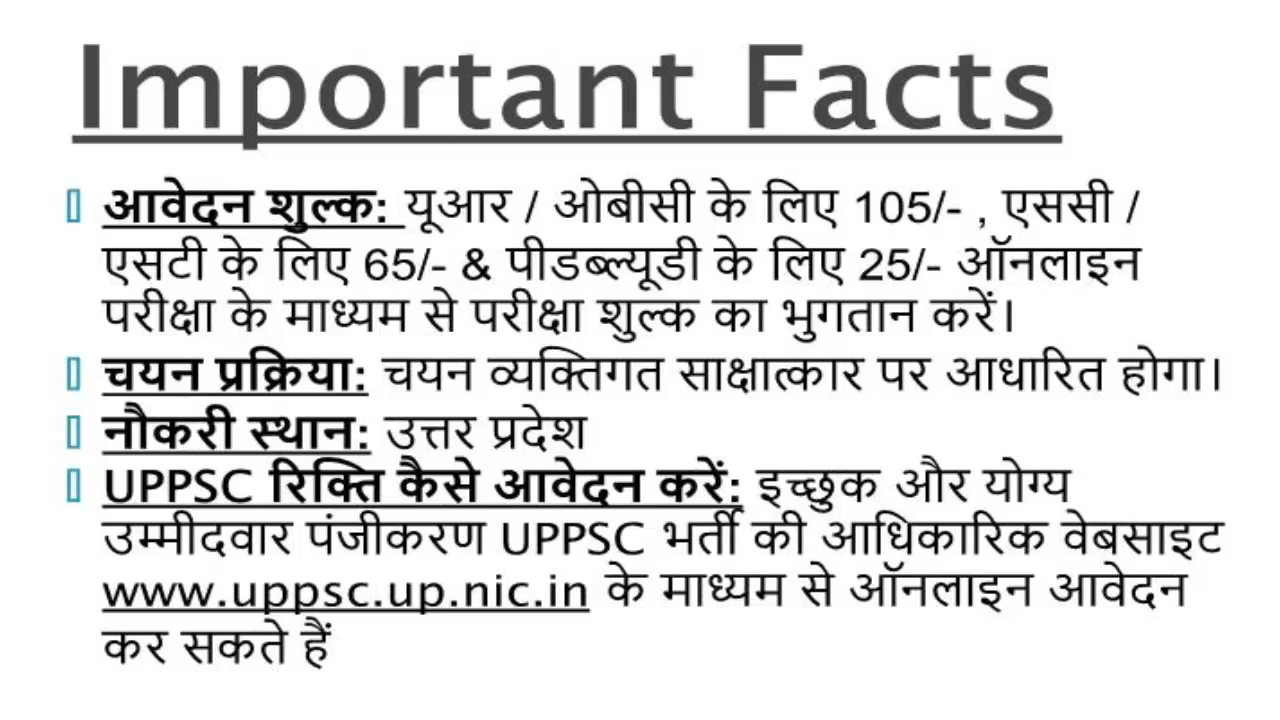 Important Facts
आवेदन शुल्क: यूआर / ओबीसी के लिए 105/- , एससी /
एसटी के लिए 65/- & पीडब्ल्यूडी के लिए 25/- ऑनलाइन
परीक्षा के माध्यम से परीक्षा शुल्क का भुगतान करें।
चयन प्रक्रिया: चयन व्यक्तिगत साक्षात्कार पर आधारित होगा।
नौकरी स्थान: उत्तर प्रदेश
UPPSC रिक्ति कैसे आवेदन करें: इच्छुक और योग्य
उम्मीदवार पंजीकरण UPPSC भर्ती की आधिकारिक वेबसाइट
www.uppsc.up.nic.in के माध्यम से ऑनलाइन आवेदन
कर सकते हैं